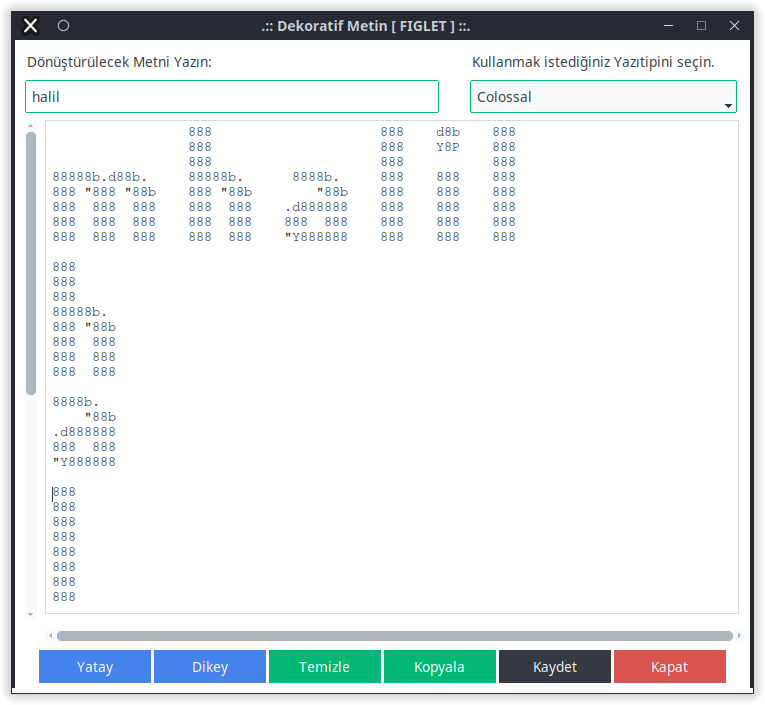 .:: Dekoratif Metin [ FIGLET ] ::.
Dönüştürülecek Metni Yazın:
Kullanmak istediğiniz Yazıtipini seçin.
halil
Colossal
                 888                     888    d8b    888
                 888                     888    Y8P    888
                 888                     888           888
88888b.d88b.     88888b.      8888b.     888    888    888
888 "888 "88b    888 "88b        "88b    888    888    888
888  888  888    888  888    .d888888    888    888    888
888  888  888    888  888    888  888    888    888    888
888  888  888    888  888    "Y888888    888    888    888
888
888
888
88888b.
888 "88b
888  888
888  888
888  888
8888b.
    "88b
.d888888
888  888
"Y888888
888
888
888
888
888
888
888
888
Yatay
Dikey
Temizle
Kopyala
Kaydet
Kapat